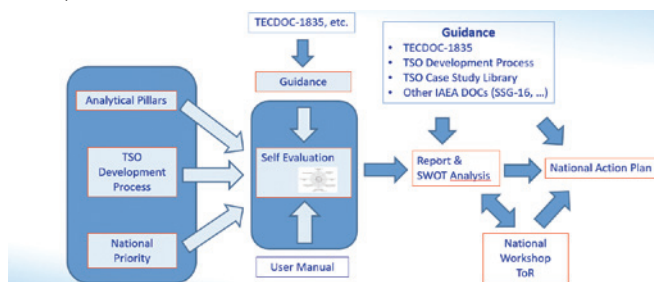 TECDOC-1835, etc.
Guidance
Analytical Pillars
TSO
Development
Process
National
Priority
Self Evaluation
User Manual
Guidance
• TECDOC-1835
• TSO Development Process
• TSO Case Study Library
• Other IAEA DOCs (SSG-16, ...)
Report &
SWOT Analysis
National Action Plan
National
Workshop
ToR